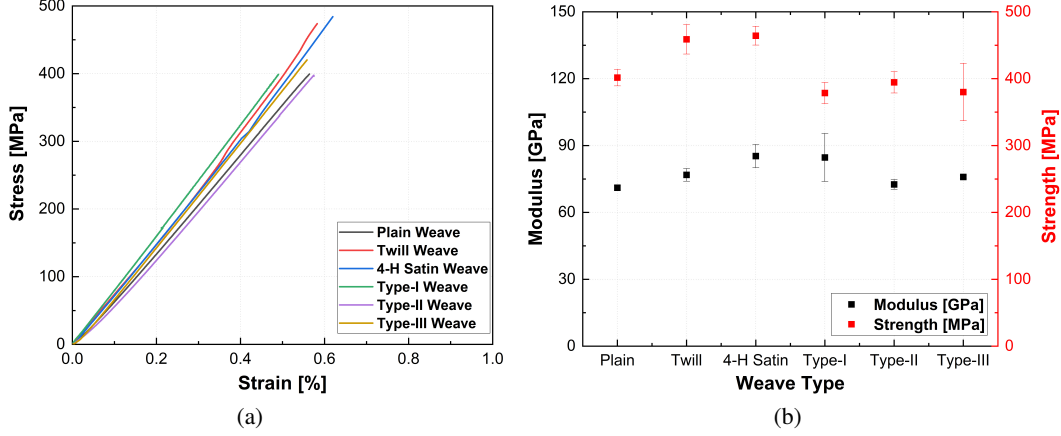 500
400
300
200
100
0
Stress [MPa]
0.0 0.2 0.4 0.6 0.8 1.0
Strain [%]
Plain Weave
Twill Weave
4-H Satin Weave
Type-I Weave
Type-II Weave
Type-III Weave
(a)
150
120
90
60
30
0
Modulus [GPa]
500
400
300
200
100
0
Strength [MPa]
Modulus [GPa]
Strength [MPa]
Plain Twill 4-H Satin Type-I Type-II Type-III
Weave Type
(b)